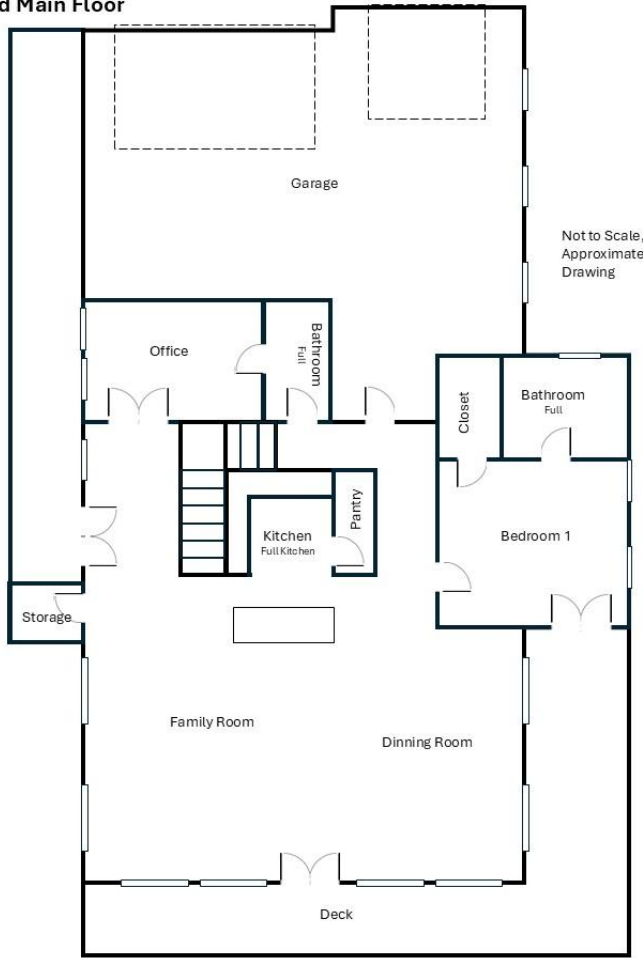 d Main Floor
Garage
Not to Scale,
Approximate
Drawing
Office
Bathroom
Full
Closet
Bathroom
Full
Pantry
Kitchen
Full Kitchen
Bedroom 1
Storage
Family Room
Dinning Room
Deck